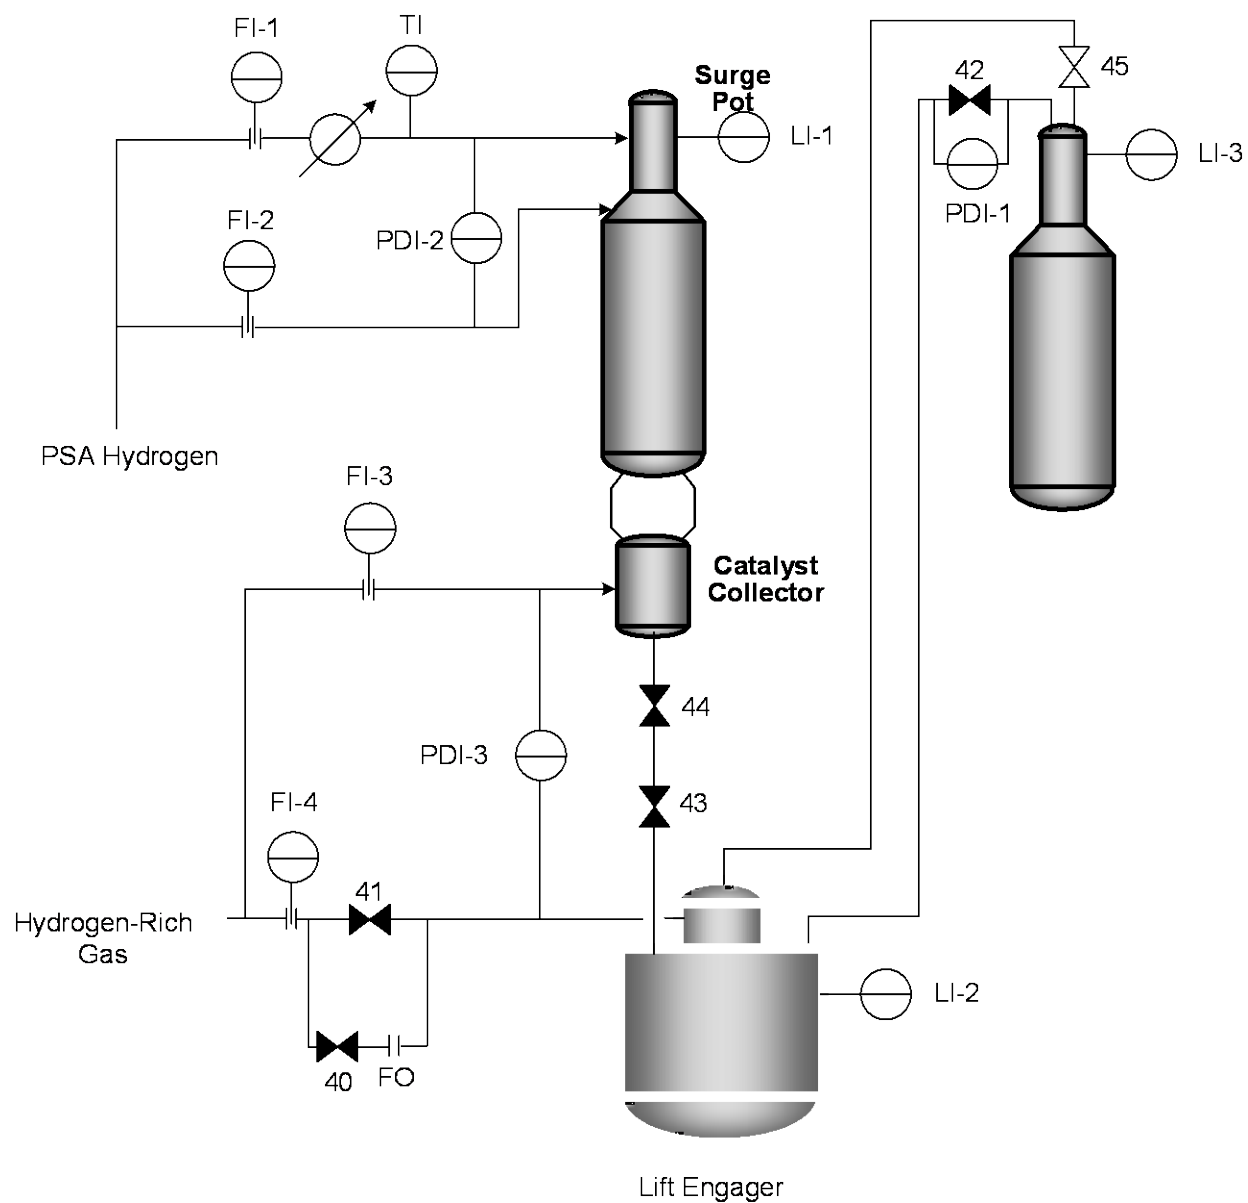 FI-1
TI
Surge
Pot
42
45
LI-1
LI-3
PDI-1
FI-2
PDI-2
PSA Hydrogen
FI-3
Catalyst
Collector
44
PDI-3
43
FI-4
41
Hydrogen-Rich
Gas
LI-2
40
FO
Lift Engager